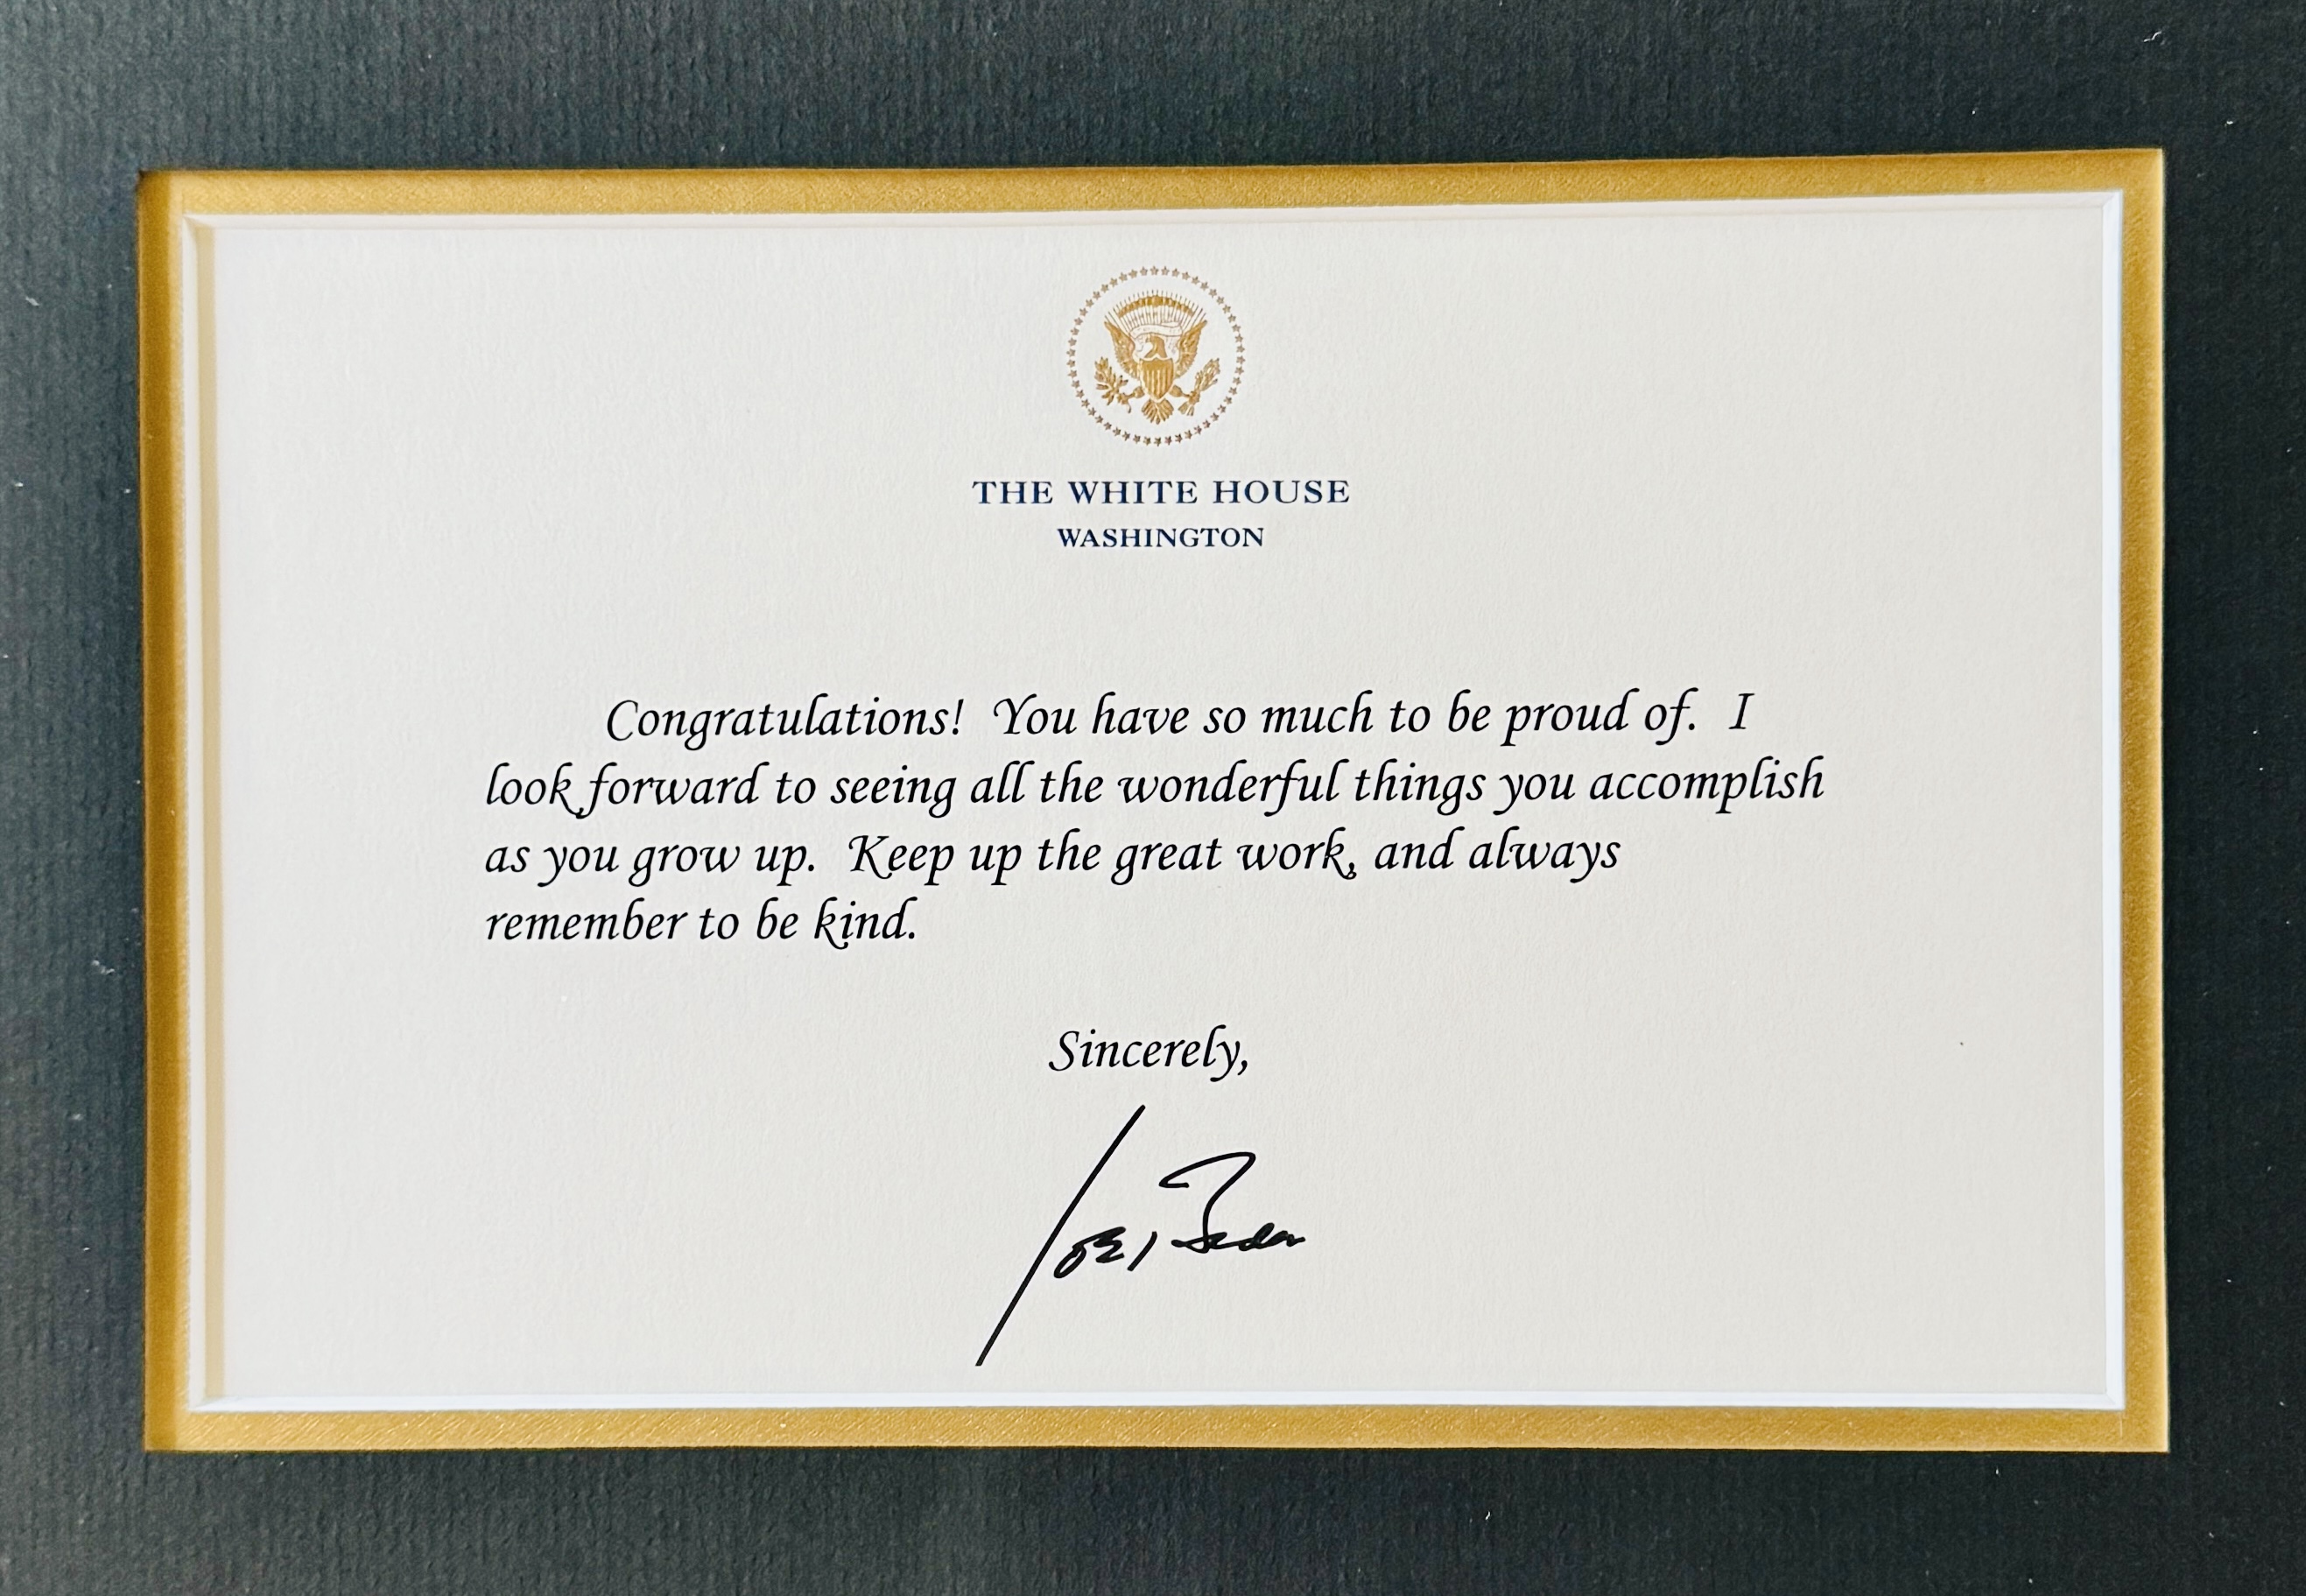 THE WHITE HOUSE
WASHINGTON
Congratulations! You have so much to be proud of. I
look forward to seeing all the wonderful things you accomplish
as you grow up. Keep up the great work, and always
remember to be kind.
Sincerely,
Joe Biden